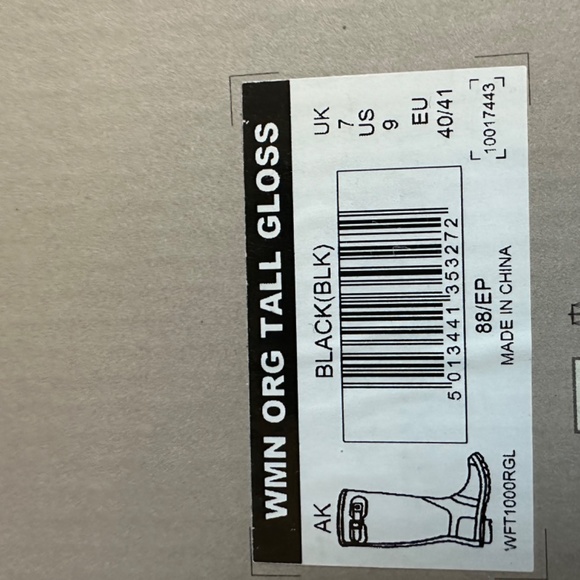 WMN ORG TALL GLOSS
AK
BLACK(BLK)
UK
7
US
9
EU
40/41
5 013441 353272
88/EP
WFT1000RGL
MADE IN CHINA
10017443